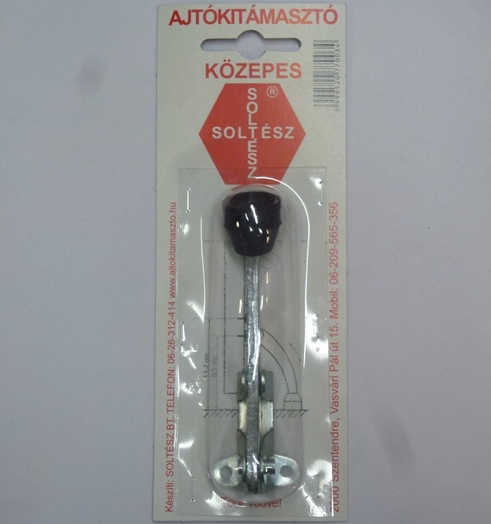 AJTÓKITÁMASZTÓ
KÖZEPES
SOLTÉSZ
®
SOLTÉSZ
Készíti: SOLTÉSZ BT. TELEFON: 06-26-312-414 www.ajtokitamaszto.hu
2000 Szentendre, Vasvári Pál út 15. Mobil: 06-209-565-356